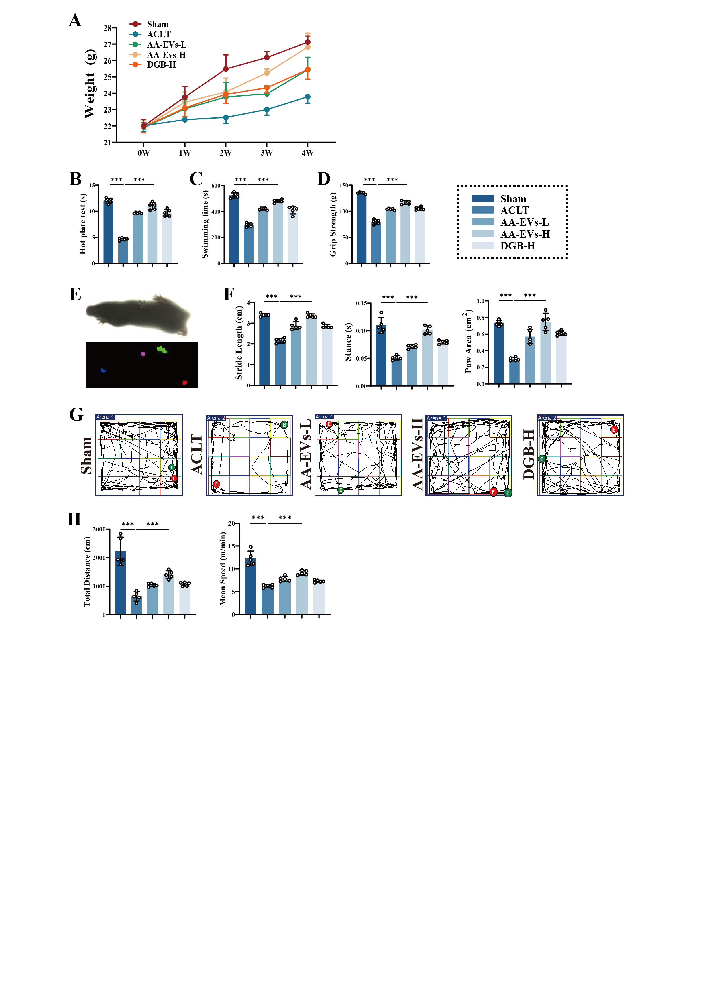 A
Sham
ACLT
AA-EVs-L
AA-Evs-H
DGB-H
Weight (g)
28
27
26
25
24
23
22
21
0W 1W 2W 3W 4W
B
Hot plate test (s)
15
10
5
0
*** ***
C
Swimming time (s)
600
400
200
0
*** ***
D
Grip Strength (g)
150
100
50
0
*** ***
Sham
ACLT
AA-EVs-L
AA-EVs-H
DGB-H
E
F
Stride Length (cm)
4
3
2
1
0
*** ***
Stance (s)
0.15
0.10
0.05
0.00
*** ***
Paw Area (cm²)
1.0
0.8
0.6
0.4
0.2
0.0
*** ***
G
Sham
Arena 4
B
E
ACLT
Arena 2
B
E
AA-EVs-L
Arena 4
E
B
AA-EVs-H
Arena 1
E
B
DGB-H
Arena 2
E
B
H
Total Distance (cm)
3000
2000
1000
0
*** ***
Mean Speed (m/min)
20
15
10
5
0
*** ***